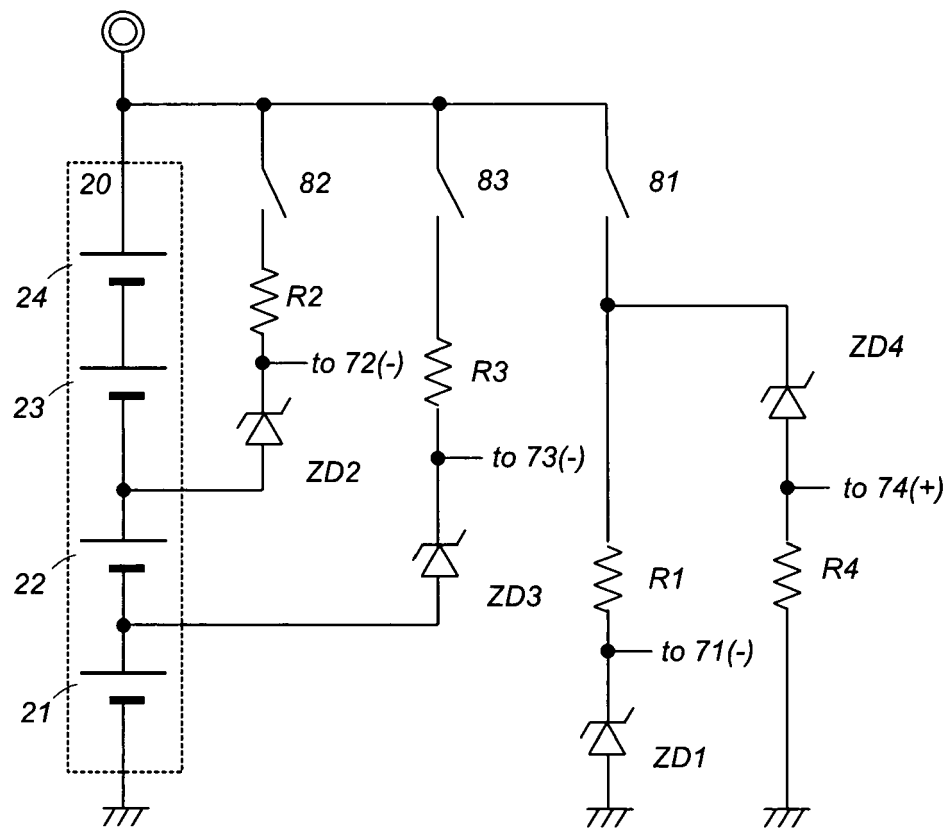 20
82
83
81
24
R2
ZD4
to 72(-)
R3
23
ZD2
to 73(-)
to 74(+)
22
ZD3
R1
R4
to 71(-)
21
ZD1